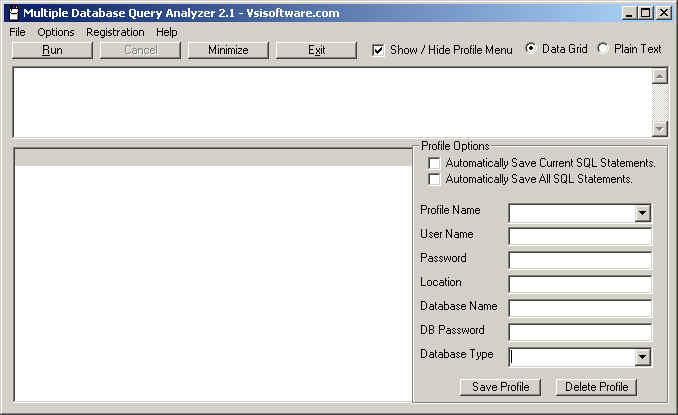 Multiple Database Query Analyzer 2.1 - Vsisoftware.com
File Options Registration Help
Run Cancel Minimize Exit Show / Hide Profile Menu Data Grid Plain Text
Profile Options
Automatically Save Current SQL Statements.
Automatically Save All SQL Statements.
Profile Name
User Name
Password
Location
Database Name
DB Password
Database Type
Save Profile Delete Profile